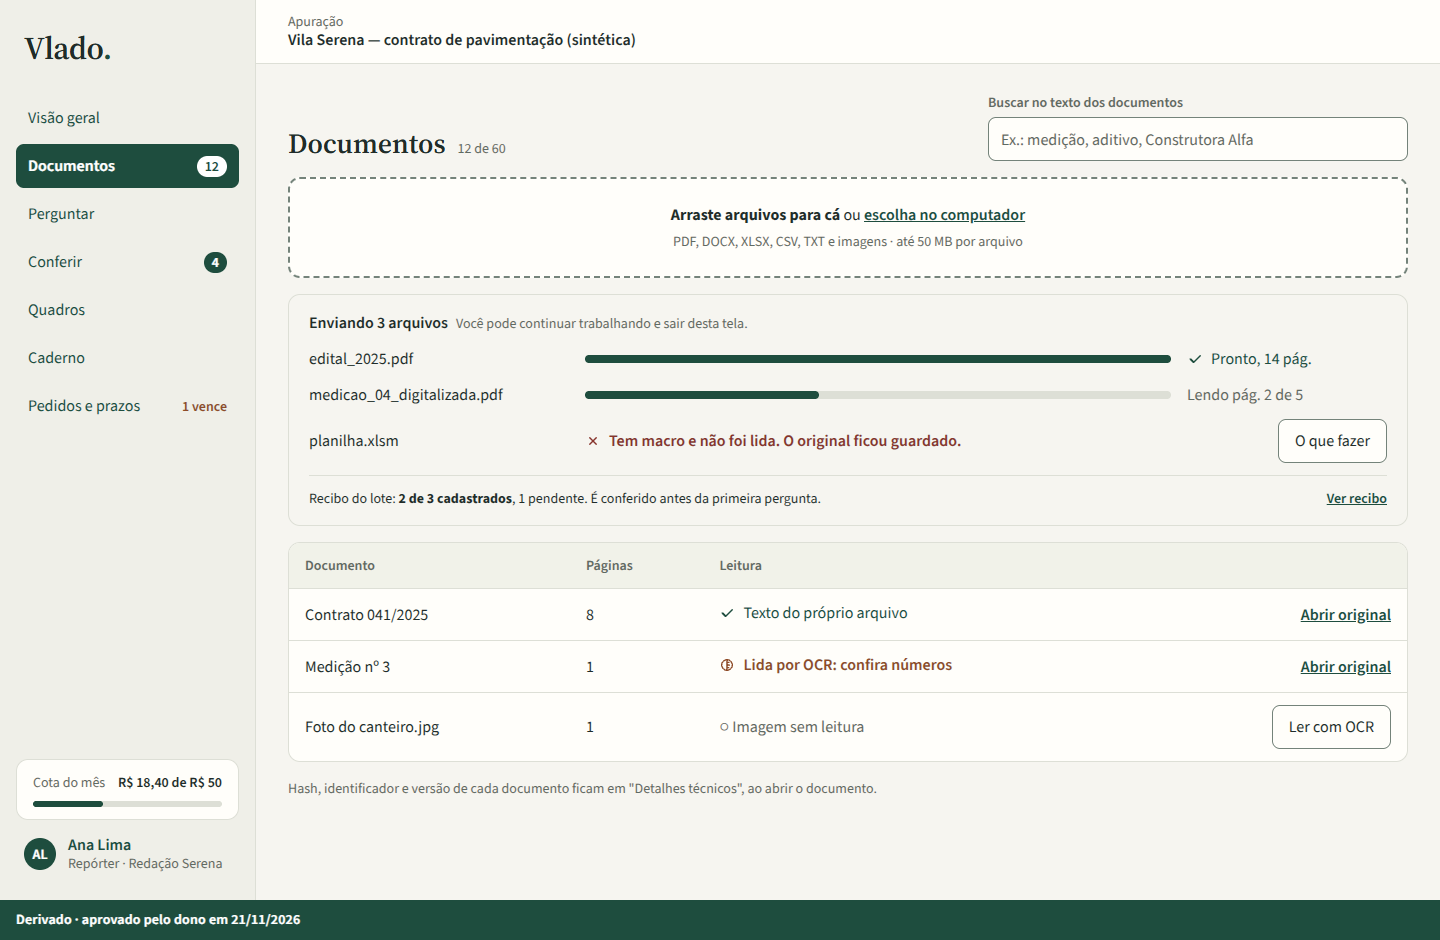 Vlado.
Visão geral
Documentos 12
Perguntar
Conferir 4
Quadros
Caderno
Pedidos e prazos 1 vence
Cota do mês R$ 18,40 de R$ 50
AL
Ana Lima
Repórter · Redação Serena
Apuração
Vila Serena — contrato de pavimentação (sintética)
Documentos 12 de 60
Buscar no texto dos documentos
Ex.: medição, aditivo, Construtora Alfa
Arraste arquivos para cá ou escolha no computador
PDF, DOCX, XLSX, CSV, TXT e imagens · até 50 MB por arquivo
Enviando 3 arquivos Você pode continuar trabalhando e sair desta tela.
edital_2025.pdf Pronto, 14 pág.
medicao_04_digitalizada.pdf Lendo pág. 2 de 5
planilha.xlsm Tem macro e não foi lida. O original ficou guardado. O que fazer
Recibo do lote: 2 de 3 cadastrados, 1 pendente. É conferido antes da primeira pergunta. Ver recibo
Documento Páginas Leitura
Contrato 041/2025 8 Texto do próprio arquivo Abrir original
Medição nº 3 1 Lida por OCR: confira números Abrir original
Foto do canteiro.jpg 1 Imagem sem leitura Ler com OCR
Hash, identificador e versão de cada documento ficam em "Detalhes técnicos", ao abrir o documento.
Derivado · aprovado pelo dono em 21/11/2026